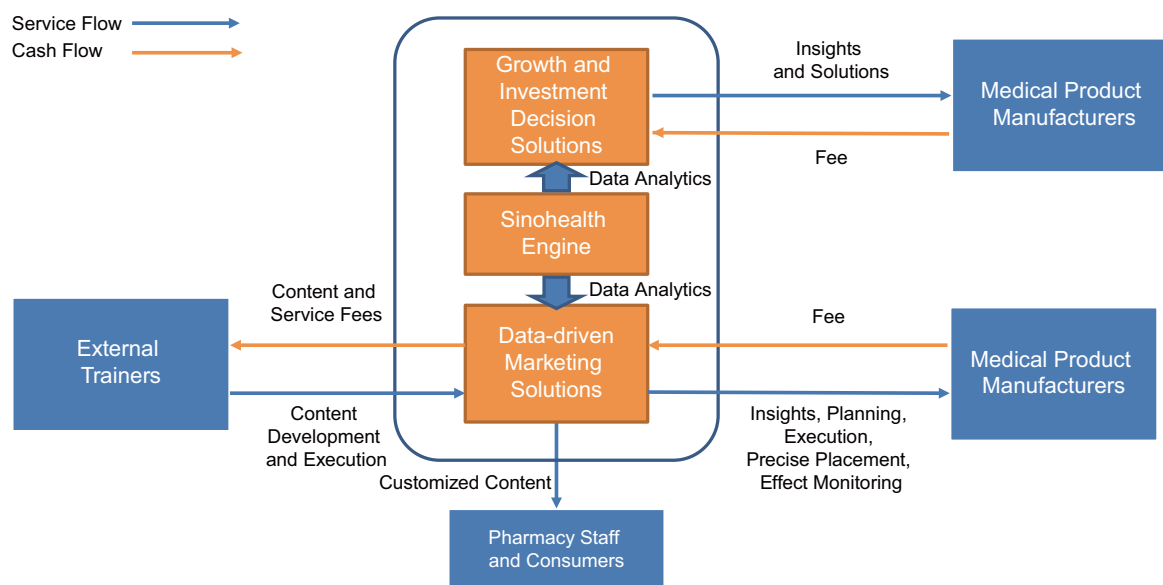 Service Flow
Cash Flow
Growth and
Investment
Decision
Solutions
Insights
and Solutions
Medical Product
Manufacturers
Fee
Data Analytics
Sinohealth
Engine
Data Analytics
Content and
Service Fees
Fee
External
Trainers
Data-driven
Marketing
Solutions
Medical Product
Manufacturers
Content
Development
and Execution
Insights, Planning,
Execution,
Precise Placement,
Effect Monitoring
Customized Content
Pharmacy Staff
and Consumers